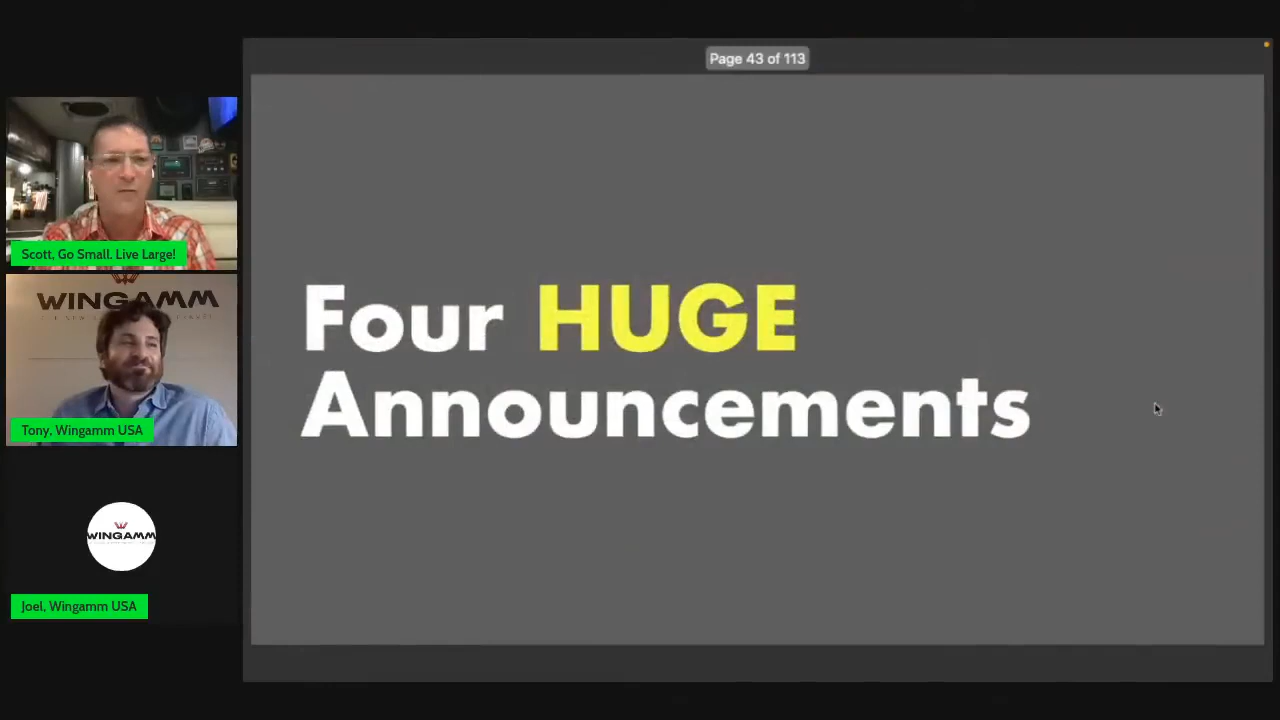 Page 43 of 113
Four HUGE
Announcements
Scott, Go Small. Live Large!
WINGAMM
Tony, Wingamm USA
WINGAMM
Joel, Wingamm USA